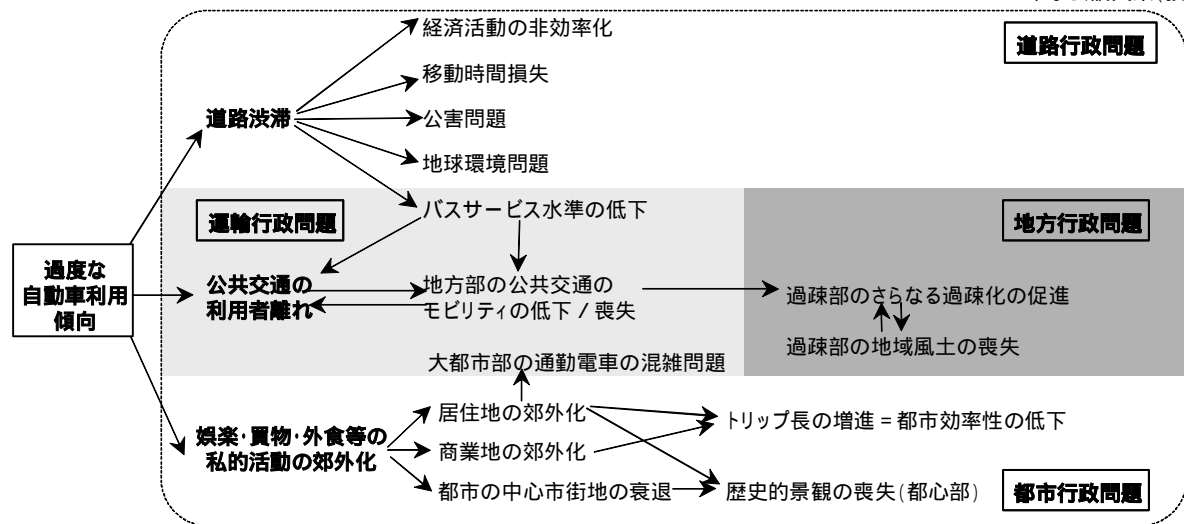 経済活動の非効率化
道路行政問題
移動時間損失
道路渋滞
公害問題
地球環境問題
バスサービス水準の低下
運輸行政問題
地方行政問題
過度な
自動車利用
傾向
公共交通の
利用者離れ
地方部の公共交通の
モビリティの低下 / 喪失
過疎部のさらなる過疎化の促進
過疎部の地域風土の喪失
大都市部の通勤電車の混雑問題
居住地の郊外化
トリップ長の増進 = 都市効率性の低下
娯楽・買物・外食等の
私的活動の郊外化
商業地の郊外化
都市の中心市街地の衰退
歴史的景観の喪失(都心部)
都市行政問題